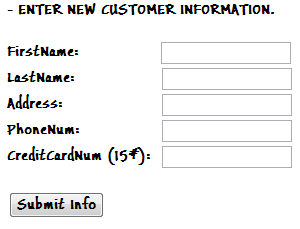 - ENTER NEW CUSTOMER INFORMATION.
FirstName:
LastName:
Address:
PhoneNum:
CreditCardNum (15#):
Submit Info